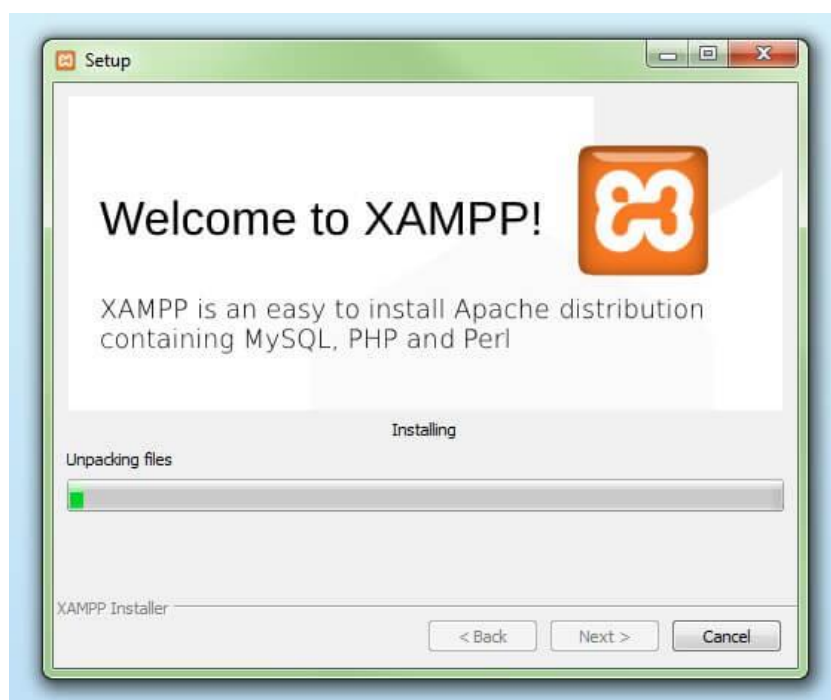 Setup
Welcome to XAMPP!
XAMPP is an easy to install Apache distribution
containing MySQL, PHP and Perl
Installing
Unpacking files
XAMPP Installer
< Back Next > Cancel